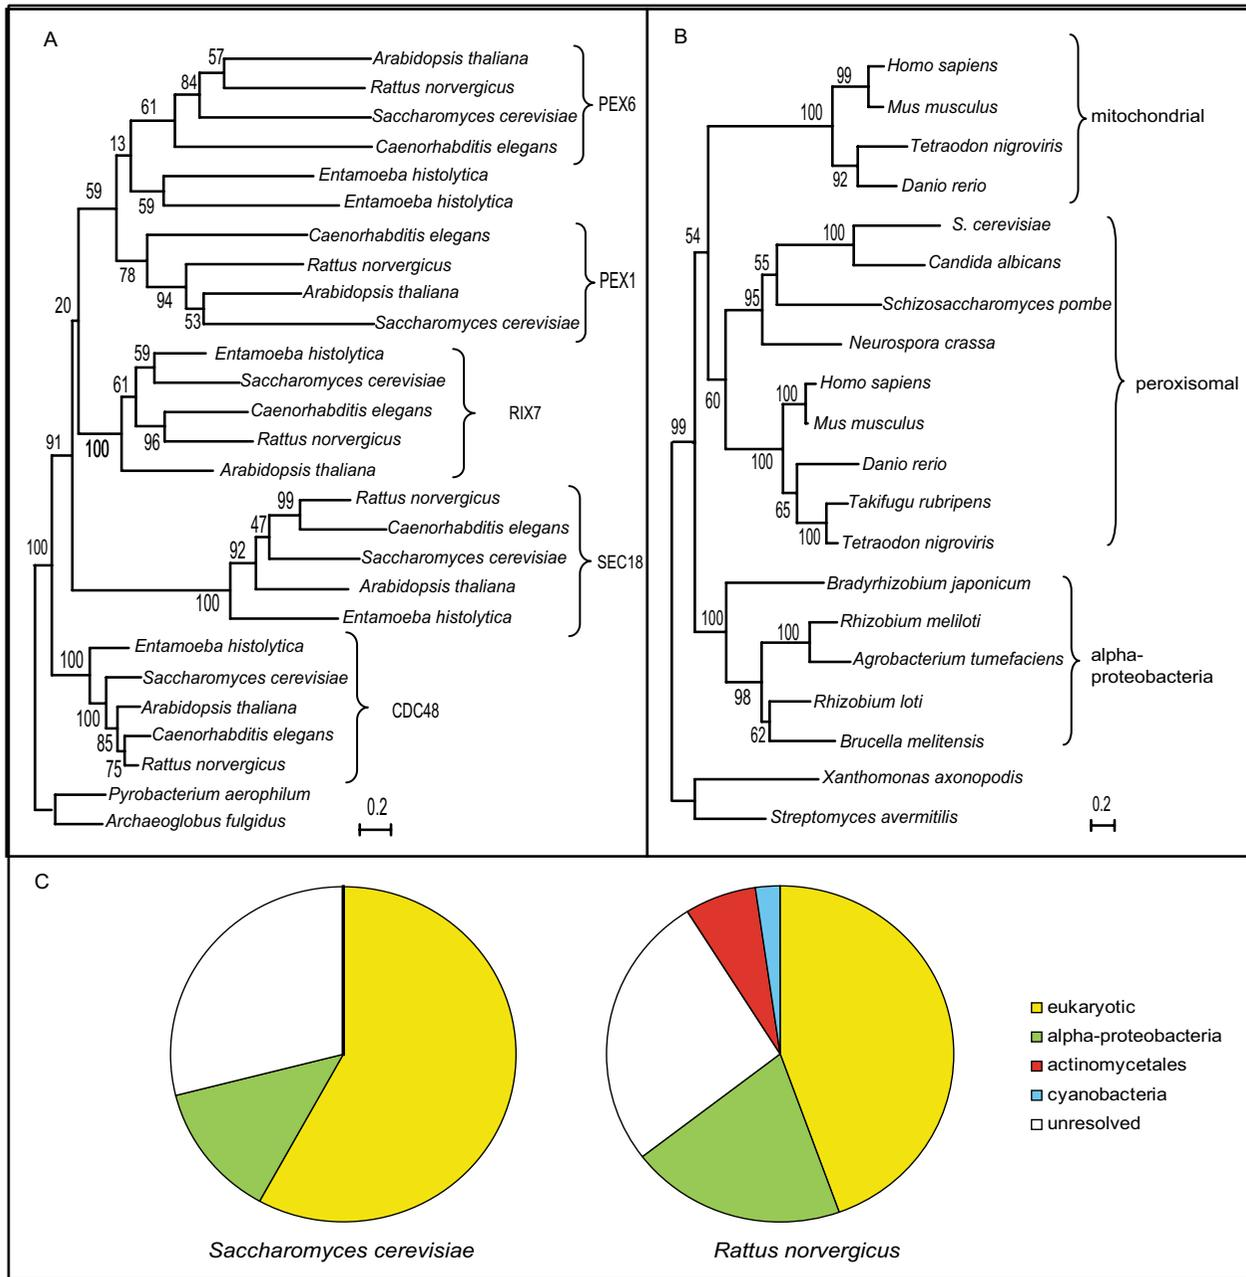 A
57
Arabidopsis thaliana
84
Rattus norvergicus
61
Saccharomyces cerevisiae
PEX6
13
Caenorhabditis elegans
Entamoeba histolytica
59
59
Entamoeba histolytica
Caenorhabditis elegans
78
Rattus norvergicus
PEX1
94
Arabidopsis thaliana
20
53
Saccharomyces cerevisiae
59
Entamoeba histolytica
61
Saccharomyces cerevisiae
Caenorhabditis elegans
RIX7
91
100
96
Rattus norvergicus
Arabidopsis thaliana
99
Rattus norvergicus
47
Caenorhabditis elegans
100
92
Saccharomyces cerevisiae
SEC18
Arabidopsis thaliana
100
Entamoeba histolytica
Entamoeba histolytica
100
Saccharomyces cerevisiae
Arabidopsis thaliana
CDC48
100
Caenorhabditis elegans
85
75
Rattus norvergicus
Pyrobacterium aerophilum
Archaeoglobus fulgidus
0.2
B
Homo sapiens
99
Mus musculus
100
mitochondrial
Tetraodon nigroviris
92
Danio rerio
S. cerevisiae
54
100
Candida albicans
55
95
Schizosaccharomyces pombe
Neurospora crassa
Homo sapiens
peroxisomal
60
100
Mus musculus
99
100
Danio rerio
65
Takifugu rubripens
100
Tetraodon nigroviris
Bradyrhizobium japonicum
100
Rhizobium meliloti
100
Agrobacterium tumefaciens
alpha-
proteobacteria
98
Rhizobium loti
62
Brucella melitensis
Xanthomonas axonopodis
Streptomyces avermitilis
0.2
C
eukaryotic
alpha-proteobacteria
actinomycetales
cyanobacteria
unresolved
Saccharomyces cerevisiae
Rattus norvergicus